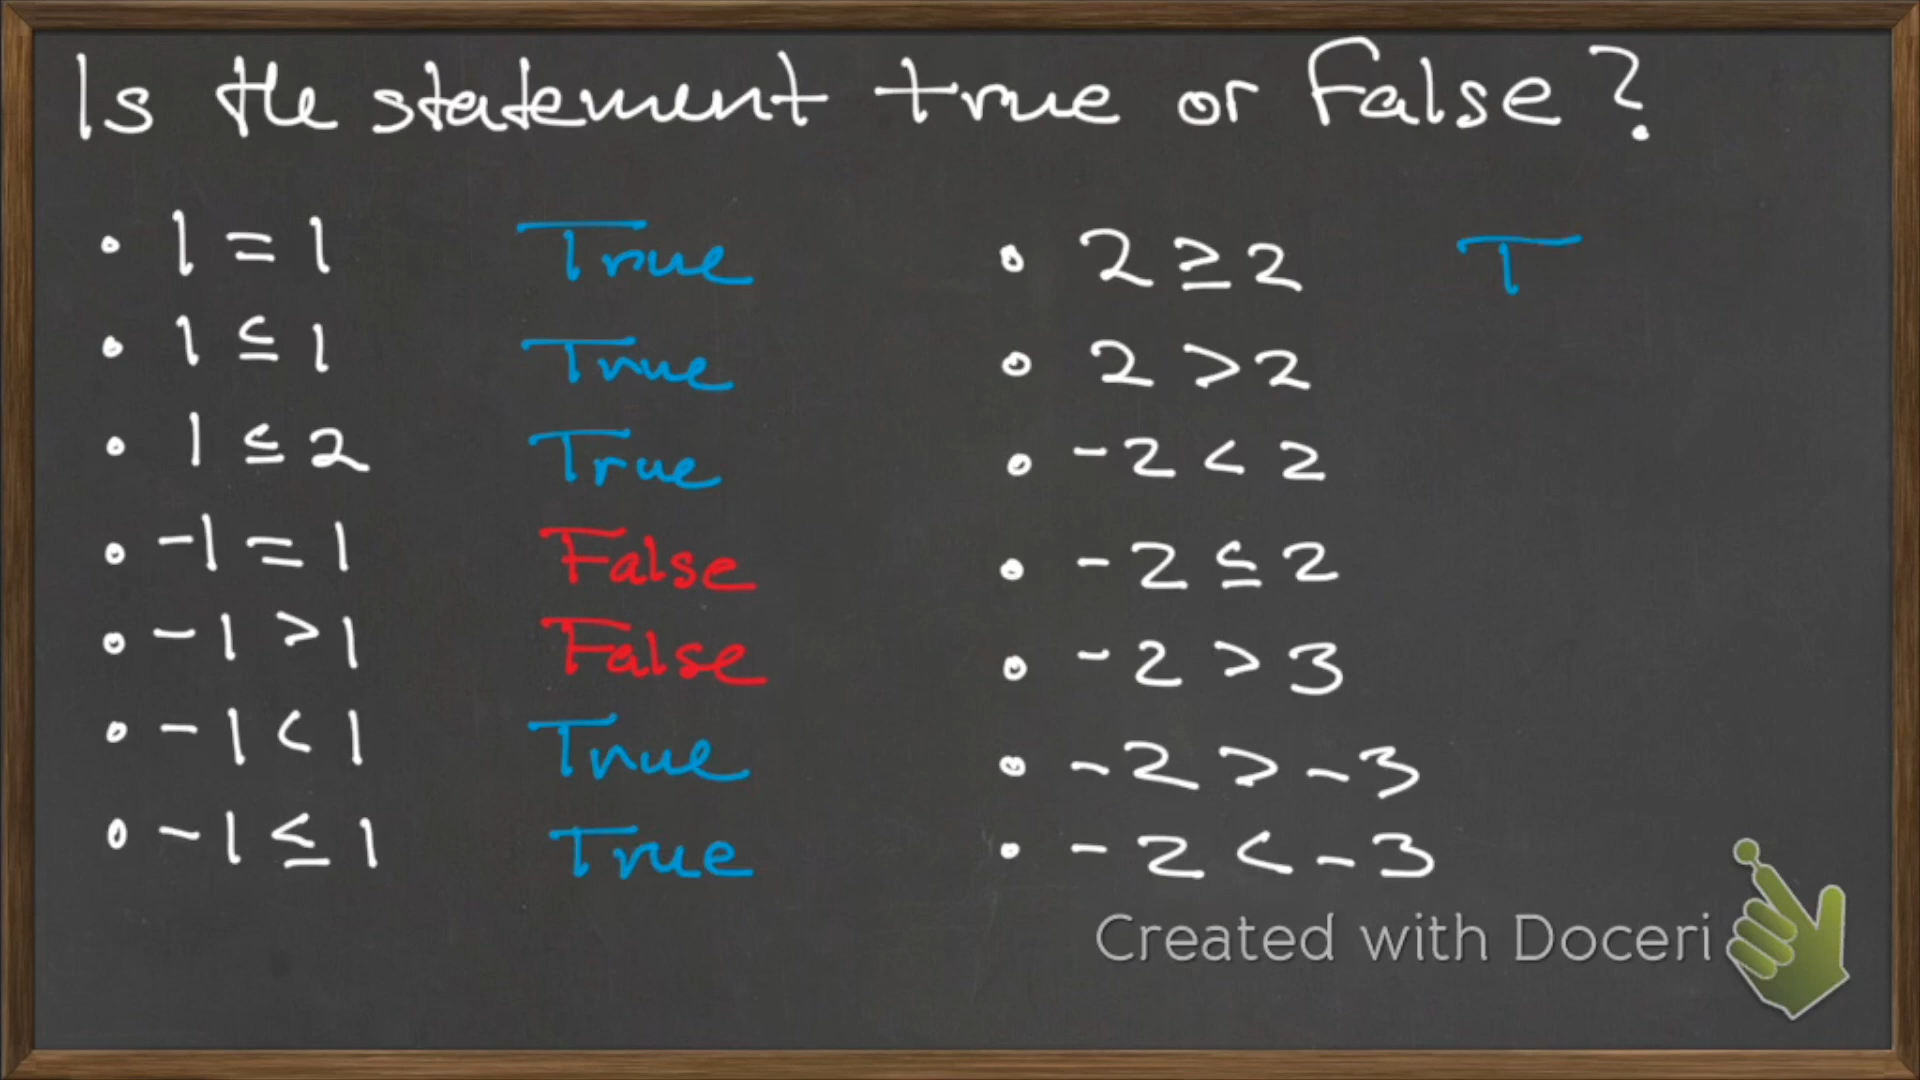 Is the statement true or False?
• 1 = 1 True
• 1 ≤ 1 True
• 1 ≤ 2 True
• -1 = 1 False
• -1 > 1 False
• -1 < 1 True
• -1 ≤ 1 True
• 2 ≥ 2 T
• 2 > 2
• -2 < 2
• -2 ≤ 2
• -2 > 3
• -2 > -3
• -2 < -3
Created with Doceri